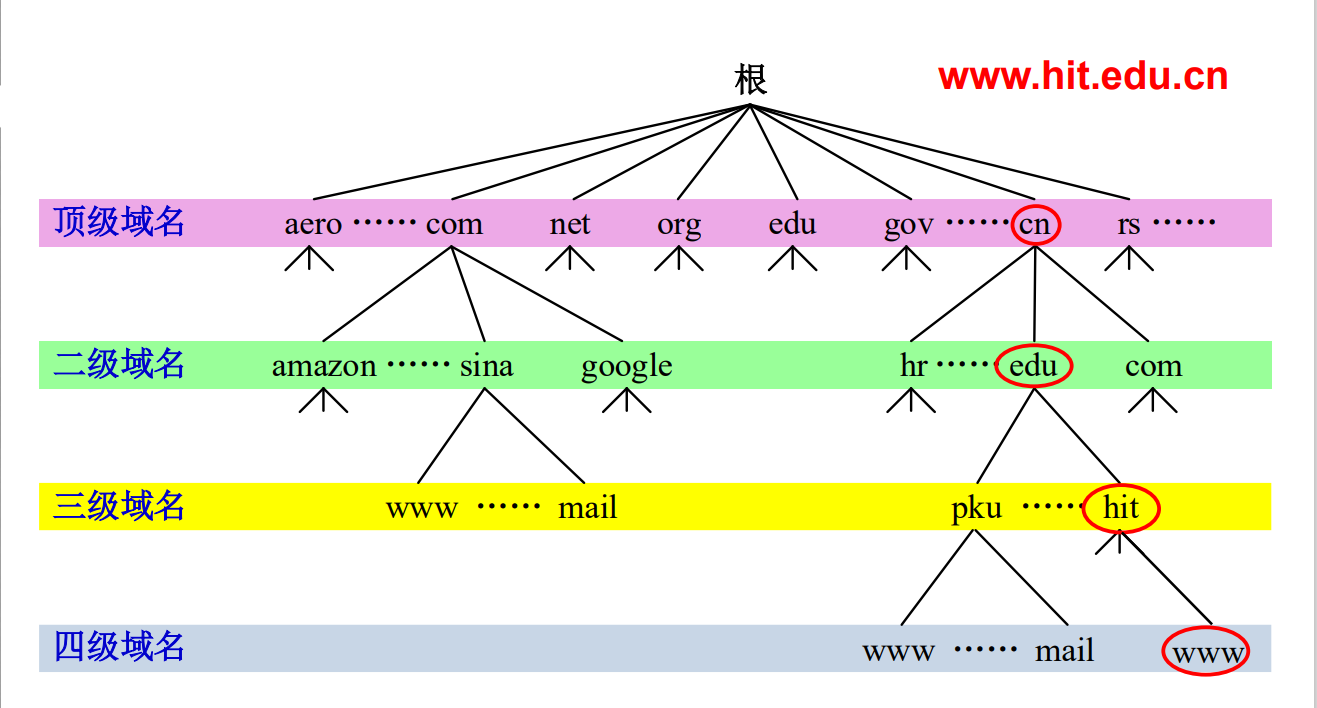 根
www.hit.edu.cn
顶级域名 aero …… com net org edu gov …… cn rs ……
二级域名 amazon …… sina google hr …… edu com
三级域名 www …… mail pku …… hit
四级域名 www …… mail www